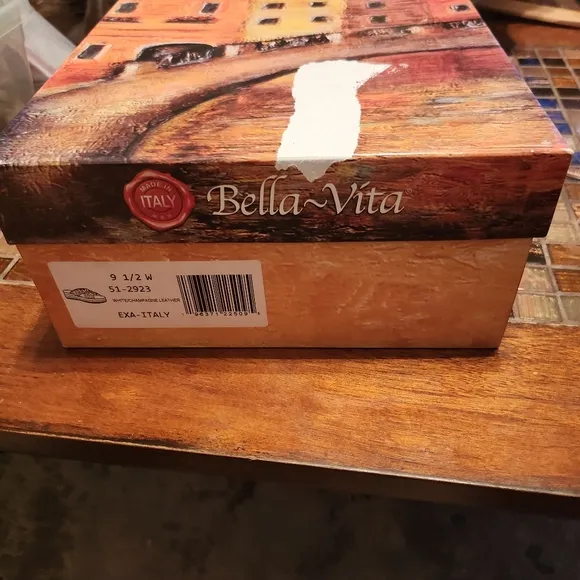 MADE IN
ITALY
Bella~Vita
9 1/2 W
51-2923
WHITE/CHAMPAGNE LEATHER
EXA-ITALY